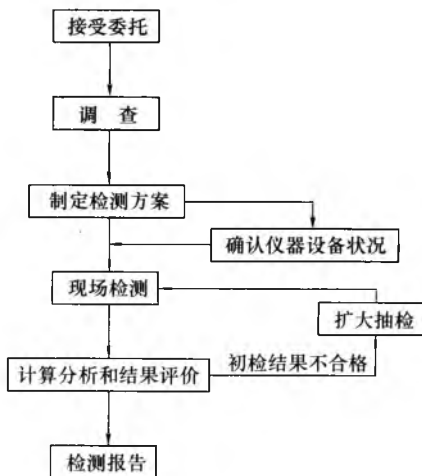 接受委托
调 查
制定检测方案
确认仪器设备状况
现场检测
扩大抽检
初检结果不合格
计算分析和结果评价
检测报告